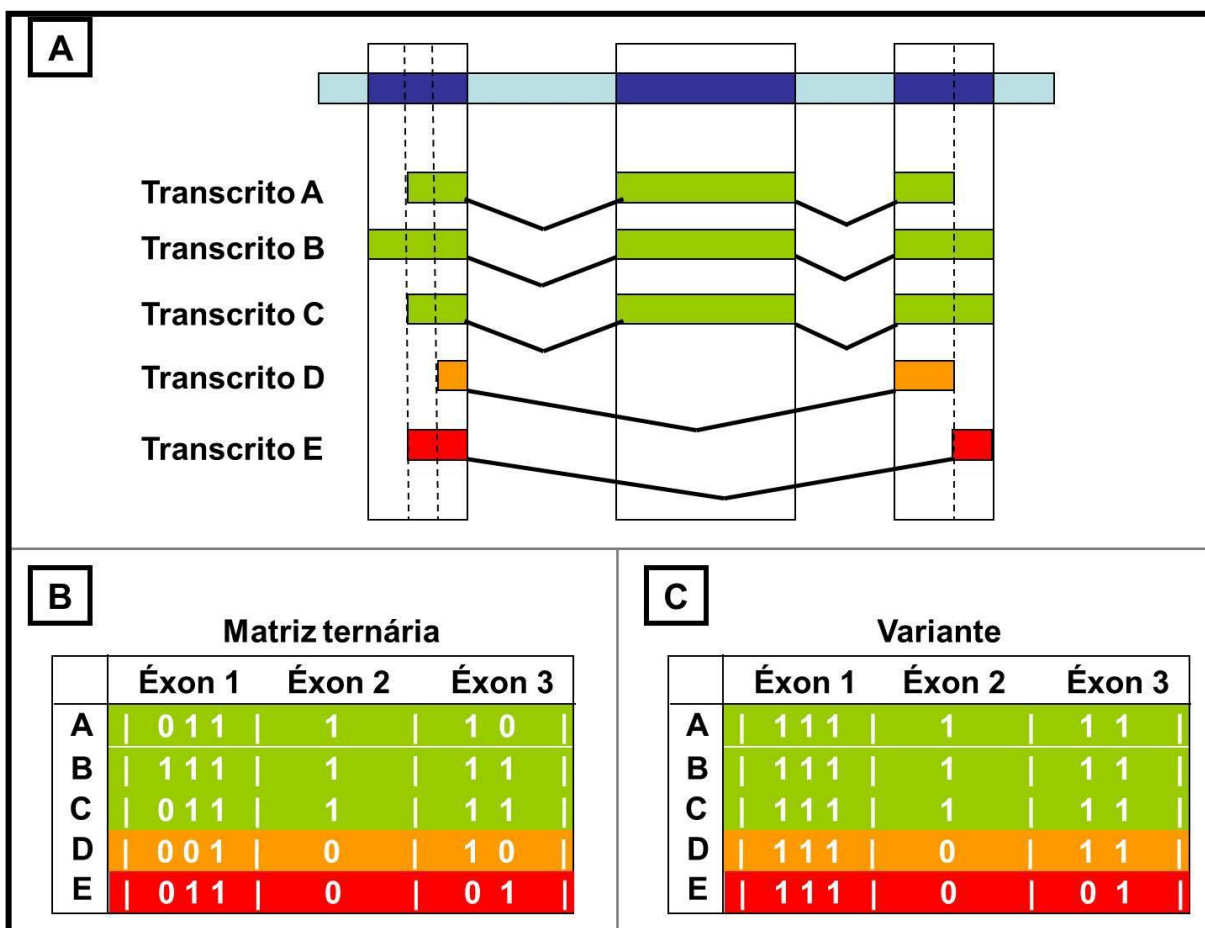 A
Transcrito A
Transcrito B
Transcrito C
Transcrito D
Transcrito E
B
Matriz ternária
Éxon 1 Éxon 2 Éxon 3
A | 0 1 1 | 1 | 1 0 |
B | 1 1 1 | 1 | 1 1 |
C | 0 1 1 | 1 | 1 1 |
D | 0 0 1 | 0 | 1 0 |
E | 0 1 1 | 0 | 0 1 |
C
Variante
Éxon 1 Éxon 2 Éxon 3
A | 1 1 1 | 1 | 1 1 |
B | 1 1 1 | 1 | 1 1 |
C | 1 1 1 | 1 | 1 1 |
D | 1 1 1 | 0 | 1 1 |
E | 1 1 1 | 0 | 0 1 |